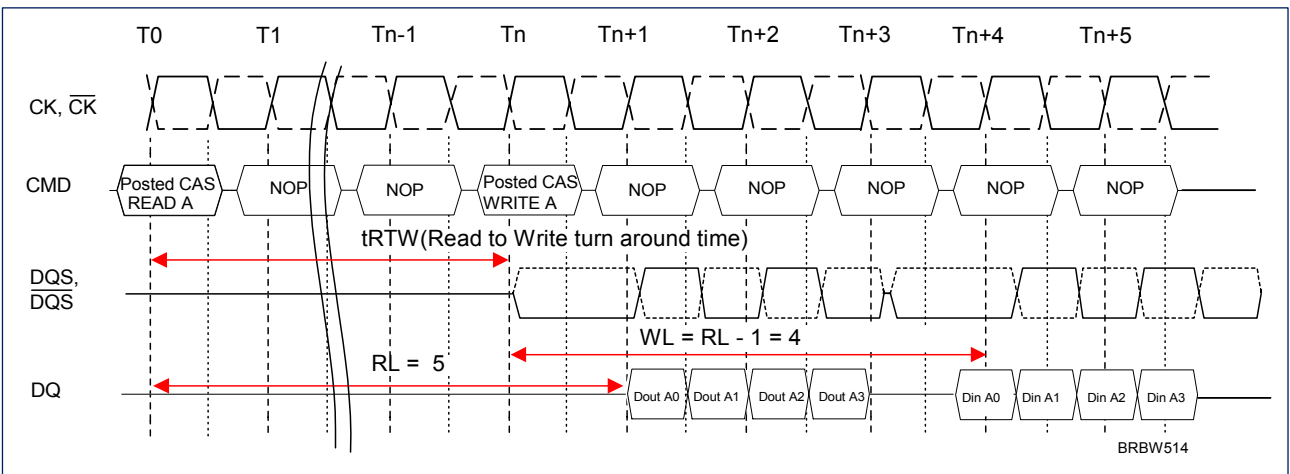 T0 T1 Tn-1 Tn Tn+1 Tn+2 Tn+3 Tn+4 Tn+5
CK, CK
CMD
Posted CAS
READ A
NOP
NOP
Posted CAS
WRITE A
NOP
NOP
NOP
NOP
NOP
tRTW(Read to Write turn around time)
DQS,
DQS
WL = RL - 1 = 4
RL = 5
DQ
Dout A0 Dout A1 Dout A2 Dout A3 Din A0 Din A1 Din A2 Din A3
BRBW514